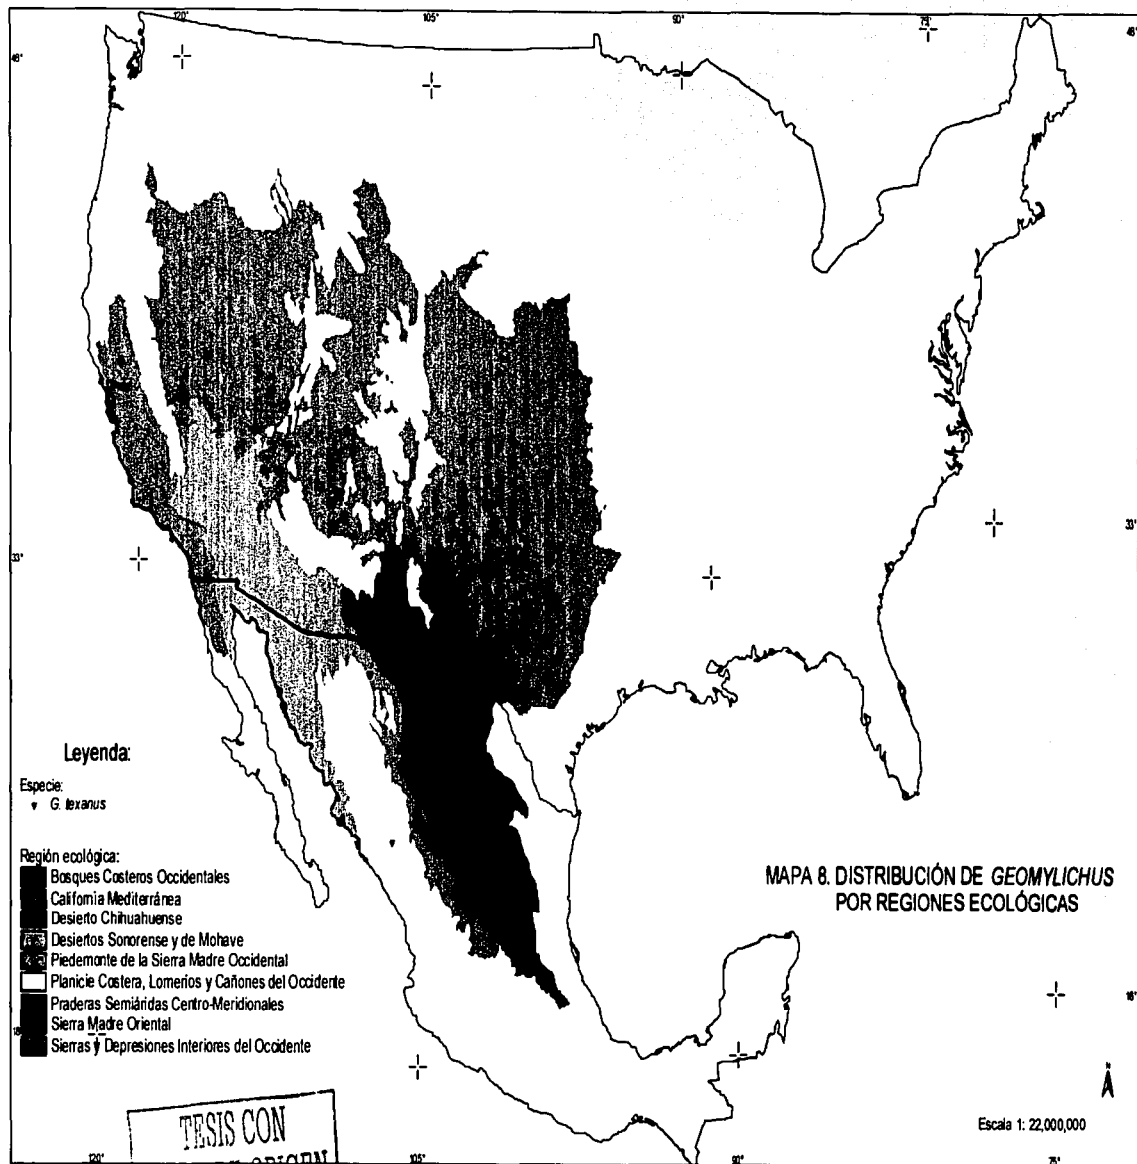 120°
105°
90°
75°
48°
48°
33°
33°
Leyenda:
Especie:
G. texanus
Región ecológica:
Bosques Costeros Occidentales
California Mediterránea
Desierto Chihuahuense
Desiertos Sonorense y de Mohave
Piedemonte de la Sierra Madre Occidental
Planicie Costera, Lomeríos y Cañones del Occidente
Praderas Semiáridas Centro-Meridionales
Sierra Madre Oriental
Sierras y Depresiones Interiores del Occidente
MAPA 8. DISTRIBUCIÓN DE GEOMYLICHUS
POR REGIONES ECOLÓGICAS
18°
N
Escala 1: 22,000,000
TESIS CON
120°
105°
90°
75°